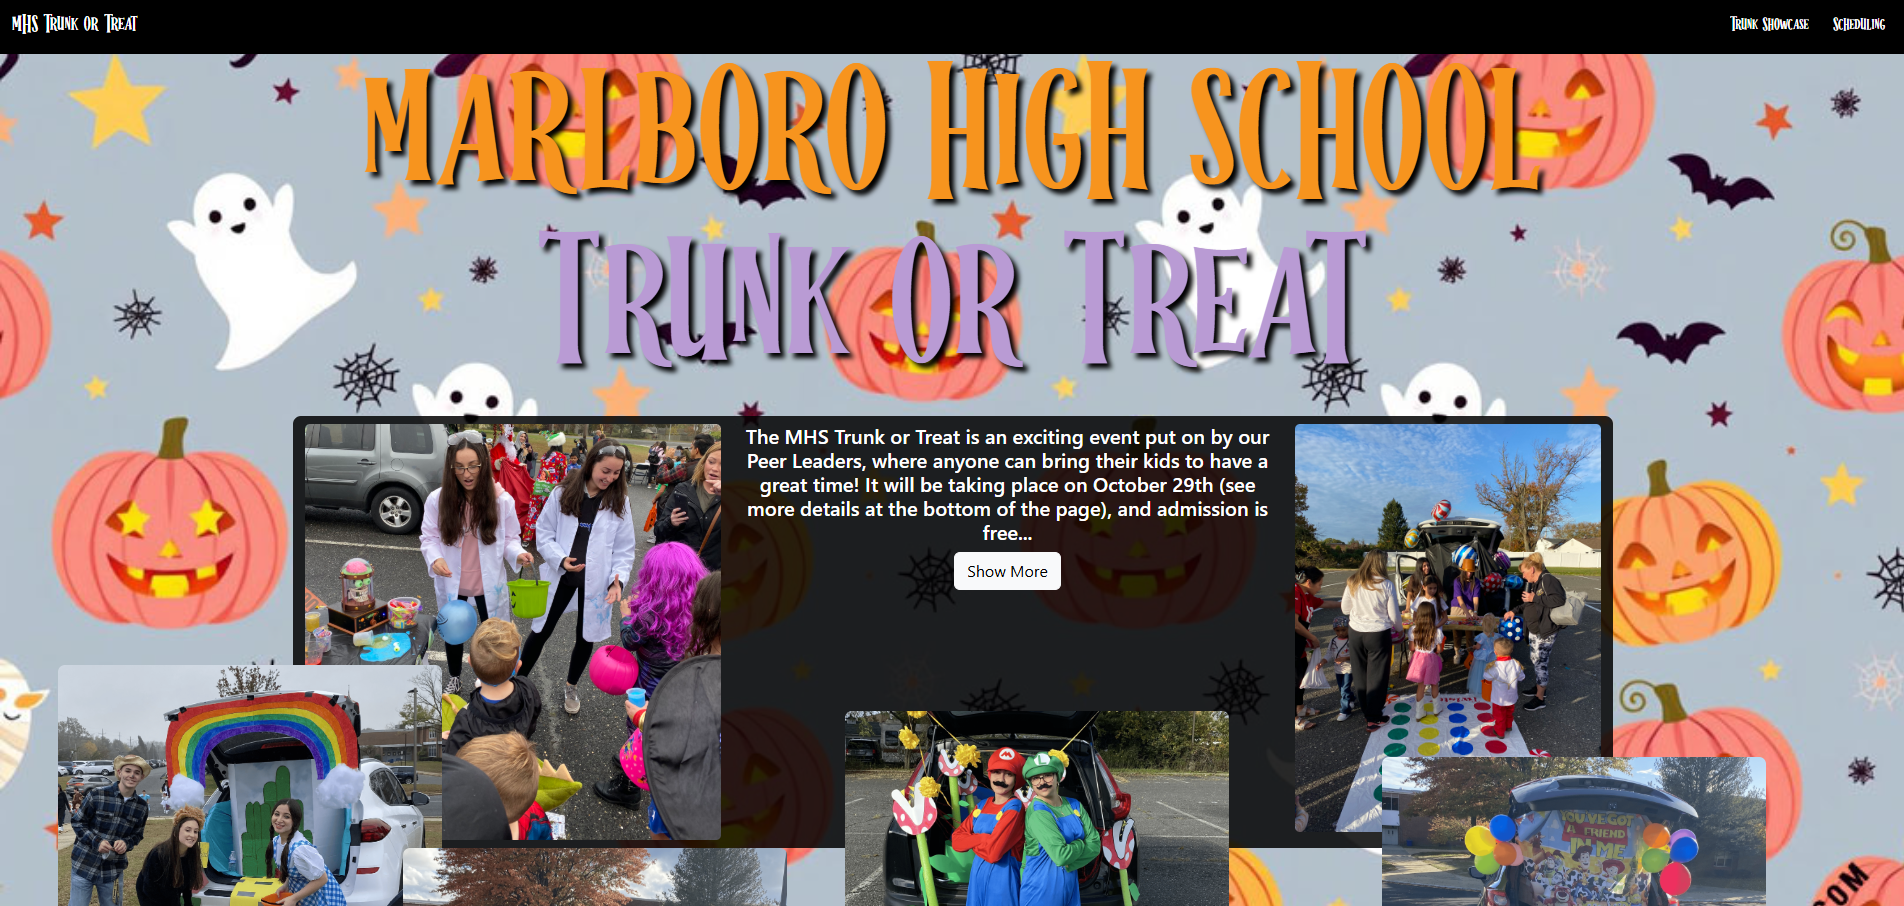 MHS Trunk or Treat
Trunk Showcase
Scheduling
MARLBORO HIGH SCHOOL
TRUNK OR TREAT
The MHS Trunk or Treat is an exciting event put on by our
Peer Leaders, where anyone can bring their kids to have a
great time! It will be taking place on October 29th (see
more details at the bottom of the page), and admission is
free...
Show More
YOU'VE GOT
A FRIEND
IN ME
COM